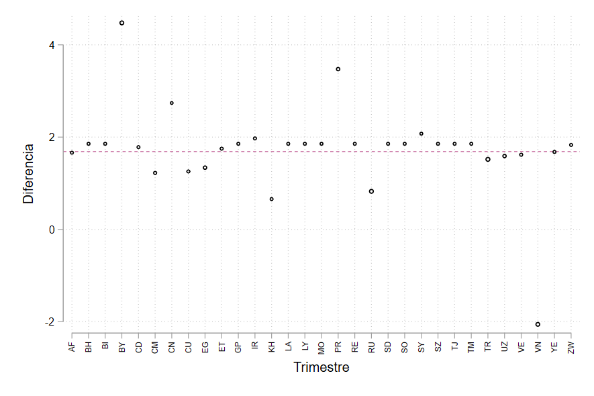 Diferencia
4
2
0
-2
AF BH BI BY CD CM CN CU EG ET GP IR KH LA LY MO PR RE RU SD SO SY SZ TJ TM TR UZ VE VN YE ZW
Trimestre